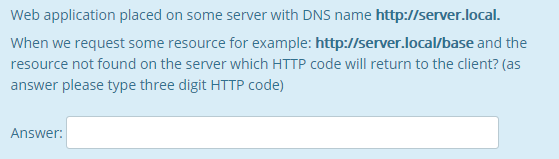 Web application placed on some server with DNS name http://server.local.
When we request some resource for example: http://server.local/base and the
resource not found on the server which HTTP code will return to the client? (as
answer please type three digit HTTP code)
Answer: